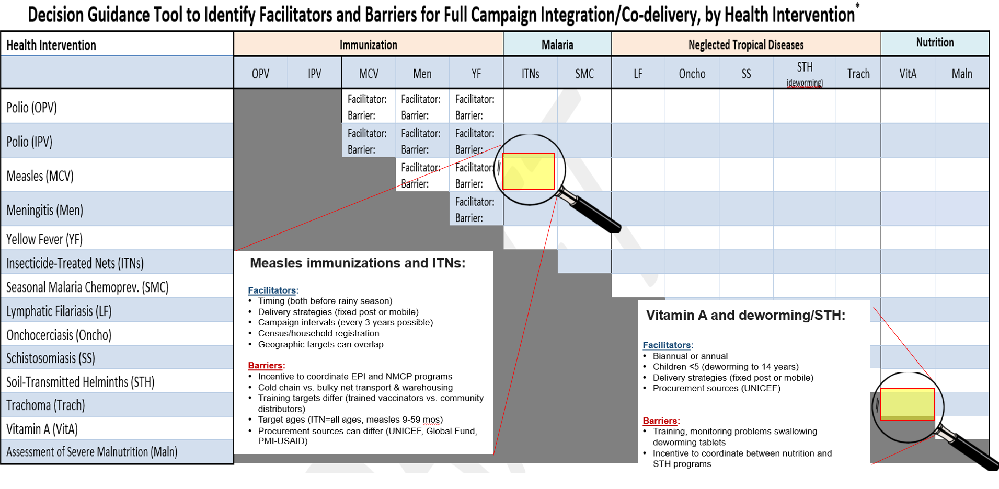 Decision Guidance Tool to Identify Facilitators and Barriers for Full Campaign Integration/Co-delivery, by Health Intervention*
Health Intervention Immunization Malaria Neglected Tropical Diseases Nutrition
OPV IPV MCV Men YF ITNs SMC LF Oncho SS STH (deworming) Trach VitA Maln
Polio (OPV) Facilitator: Facilitator: Facilitator:
Barrier: Barrier: Barrier:
Polio (IPV) Facilitator: Facilitator: Facilitator:
Barrier: Barrier: Barrier:
Measles (MCV) Facilitator: Facilitator:
Barrier: Barrier:
Meningitis (Men) Facilitator:
Barrier:
Yellow Fever (YF)
Insecticide-Treated Nets (ITNs)
Seasonal Malaria Chemoprev. (SMC)
Lymphatic Filariasis (LF)
Onchocerciasis (Oncho)
Schistosomiasis (SS)
Soil-Transmitted Helminths (STH)
Trachoma (Trach)
Vitamin A (VitA)
Assessment of Severe Malnutrition (Maln)
Measles immunizations and ITNs:
Facilitators:
• Timing (both before rainy season)
• Delivery strategies (fixed post or mobile)
• Campaign intervals (every 3 years possible)
• Census/household registration
• Geographic targets can overlap
Barriers:
• Incentive to coordinate EPI and NMCP programs
• Cold chain vs. bulky net transport & warehousing
• Training targets differ (trained vaccinators vs. community
distributors)
• Target ages (ITN=all ages, measles 9-59 mos)
• Procurement sources can differ (UNICEF, Global Fund,
PMI-USAID)
Vitamin A and deworming/STH:
Facilitators:
• Biannual or annual
• Children <5 (deworming to 14 years)
• Delivery strategies (fixed post or mobile)
• Procurement sources (UNICEF)
Barriers:
• Training, monitoring problems swallowing
deworming tablets
• Incentive to coordinate between nutrition and
STH programs